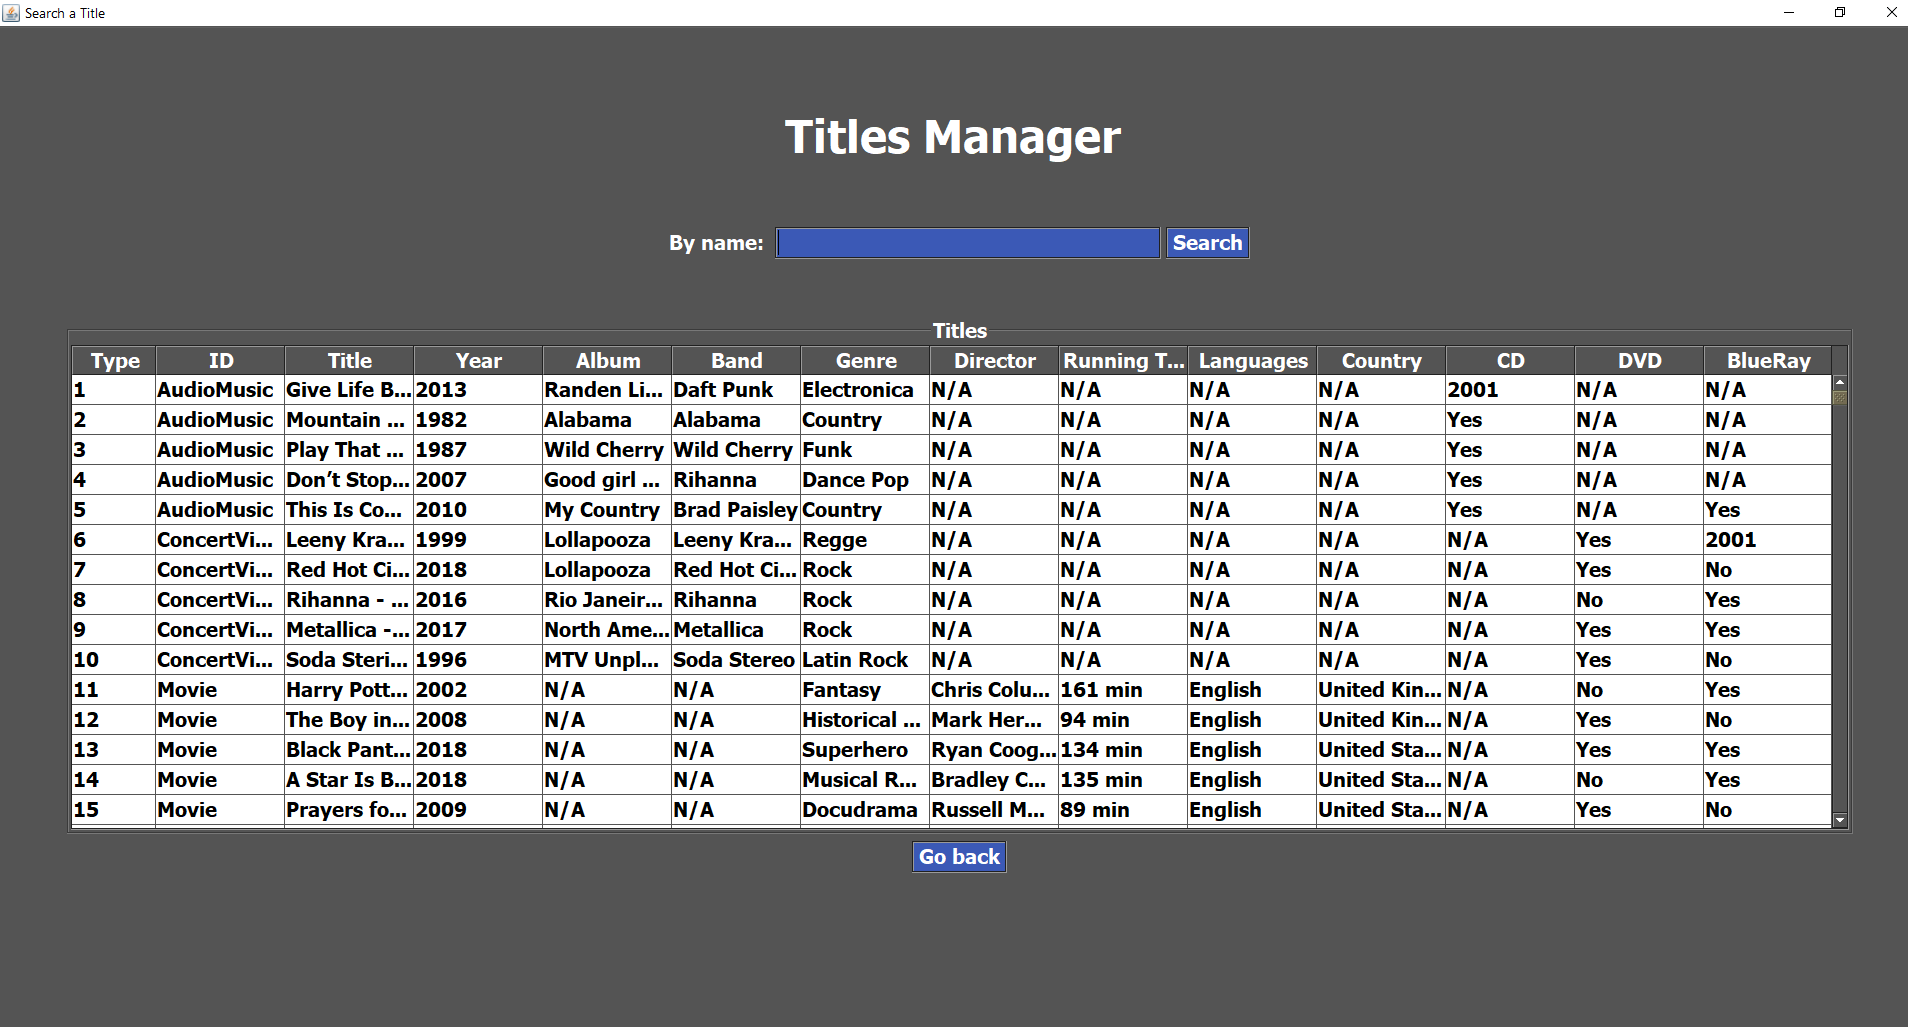 Search a Title
Titles Manager
By name: Search
Titles
Type ID Title Year Album Band Genre Director Running T... Languages Country CD DVD BlueRay
1 AudioMusic Give Life B... 2013 Randen Li... Daft Punk Electronica N/A N/A N/A N/A 2001 N/A N/A
2 AudioMusic Mountain ... 1982 Alabama Alabama Country N/A N/A N/A N/A Yes N/A N/A
3 AudioMusic Play That ... 1987 Wild Cherry Wild Cherry Funk N/A N/A N/A N/A Yes N/A N/A
4 AudioMusic Don’t Stop... 2007 Good girl ... Rihanna Dance Pop N/A N/A N/A N/A Yes N/A N/A
5 AudioMusic This Is Co... 2010 My Country Brad Paisley Country N/A N/A N/A N/A Yes N/A Yes
6 ConcertVi... Leeny Kra... 1999 Lollapooza Leeny Kra... Regge N/A N/A N/A N/A N/A Yes 2001
7 ConcertVi... Red Hot Ci... 2018 Lollapooza Red Hot Ci... Rock N/A N/A N/A N/A N/A Yes No
8 ConcertVi... Rihanna - ... 2016 Rio Janeir... Rihanna Rock N/A N/A N/A N/A N/A No Yes
9 ConcertVi... Metallica -... 2017 North Ame... Metallica Rock N/A N/A N/A N/A N/A Yes Yes
10 ConcertVi... Soda Steri... 1996 MTV Unpl... Soda Stereo Latin Rock N/A N/A N/A N/A N/A Yes No
11 Movie Harry Pott... 2002 N/A N/A Fantasy Chris Colu... 161 min English United Kin... N/A No Yes
12 Movie The Boy in... 2008 N/A N/A Historical ... Mark Her... 94 min English United Kin... N/A Yes No
13 Movie Black Pant... 2018 N/A N/A Superhero Ryan Coog... 134 min English United Sta... N/A Yes Yes
14 Movie A Star Is B... 2018 N/A N/A Musical R... Bradley C... 135 min English United Sta... N/A No Yes
15 Movie Prayers fo... 2009 N/A N/A Docudrama Russell M... 89 min English United Sta... N/A Yes No
Go back